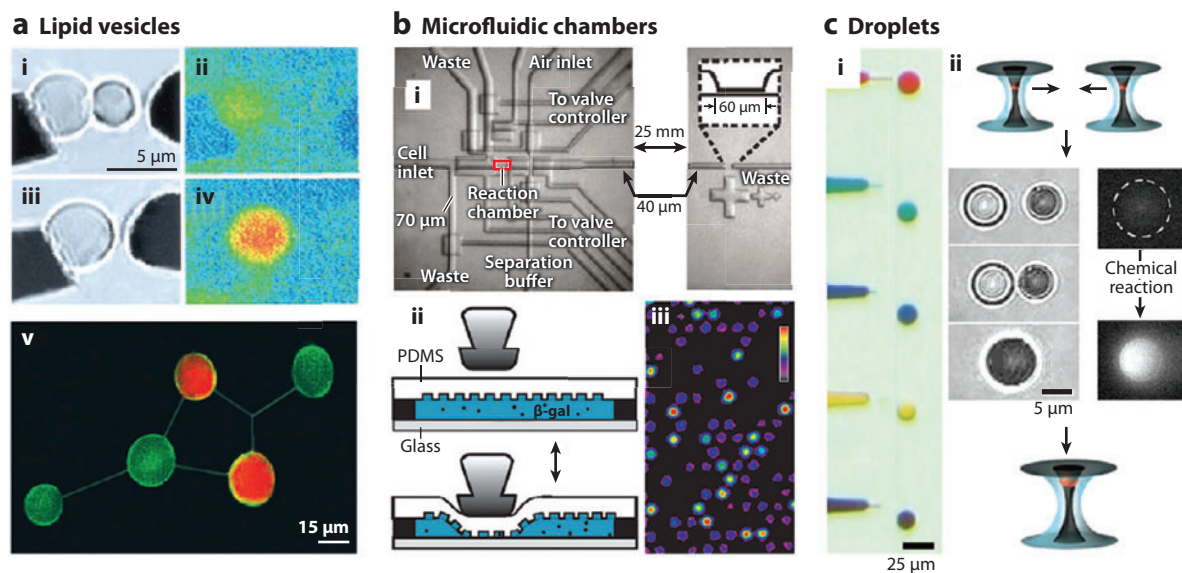 a Lipid vesicles
i
ii
5 µm
iii
iv
v
15 µm
b Microfluidic chambers
i
Waste
Air inlet
To valve
controller
25 mm
60 µm
Cell
inlet
Reaction
chamber
70 µm
40 µm
Waste
To valve
controller
Separation
buffer
Waste
ii
PDMS
β-gal
Glass
iii
c Droplets
i
25 µm
ii
Chemical
reaction
5 µm